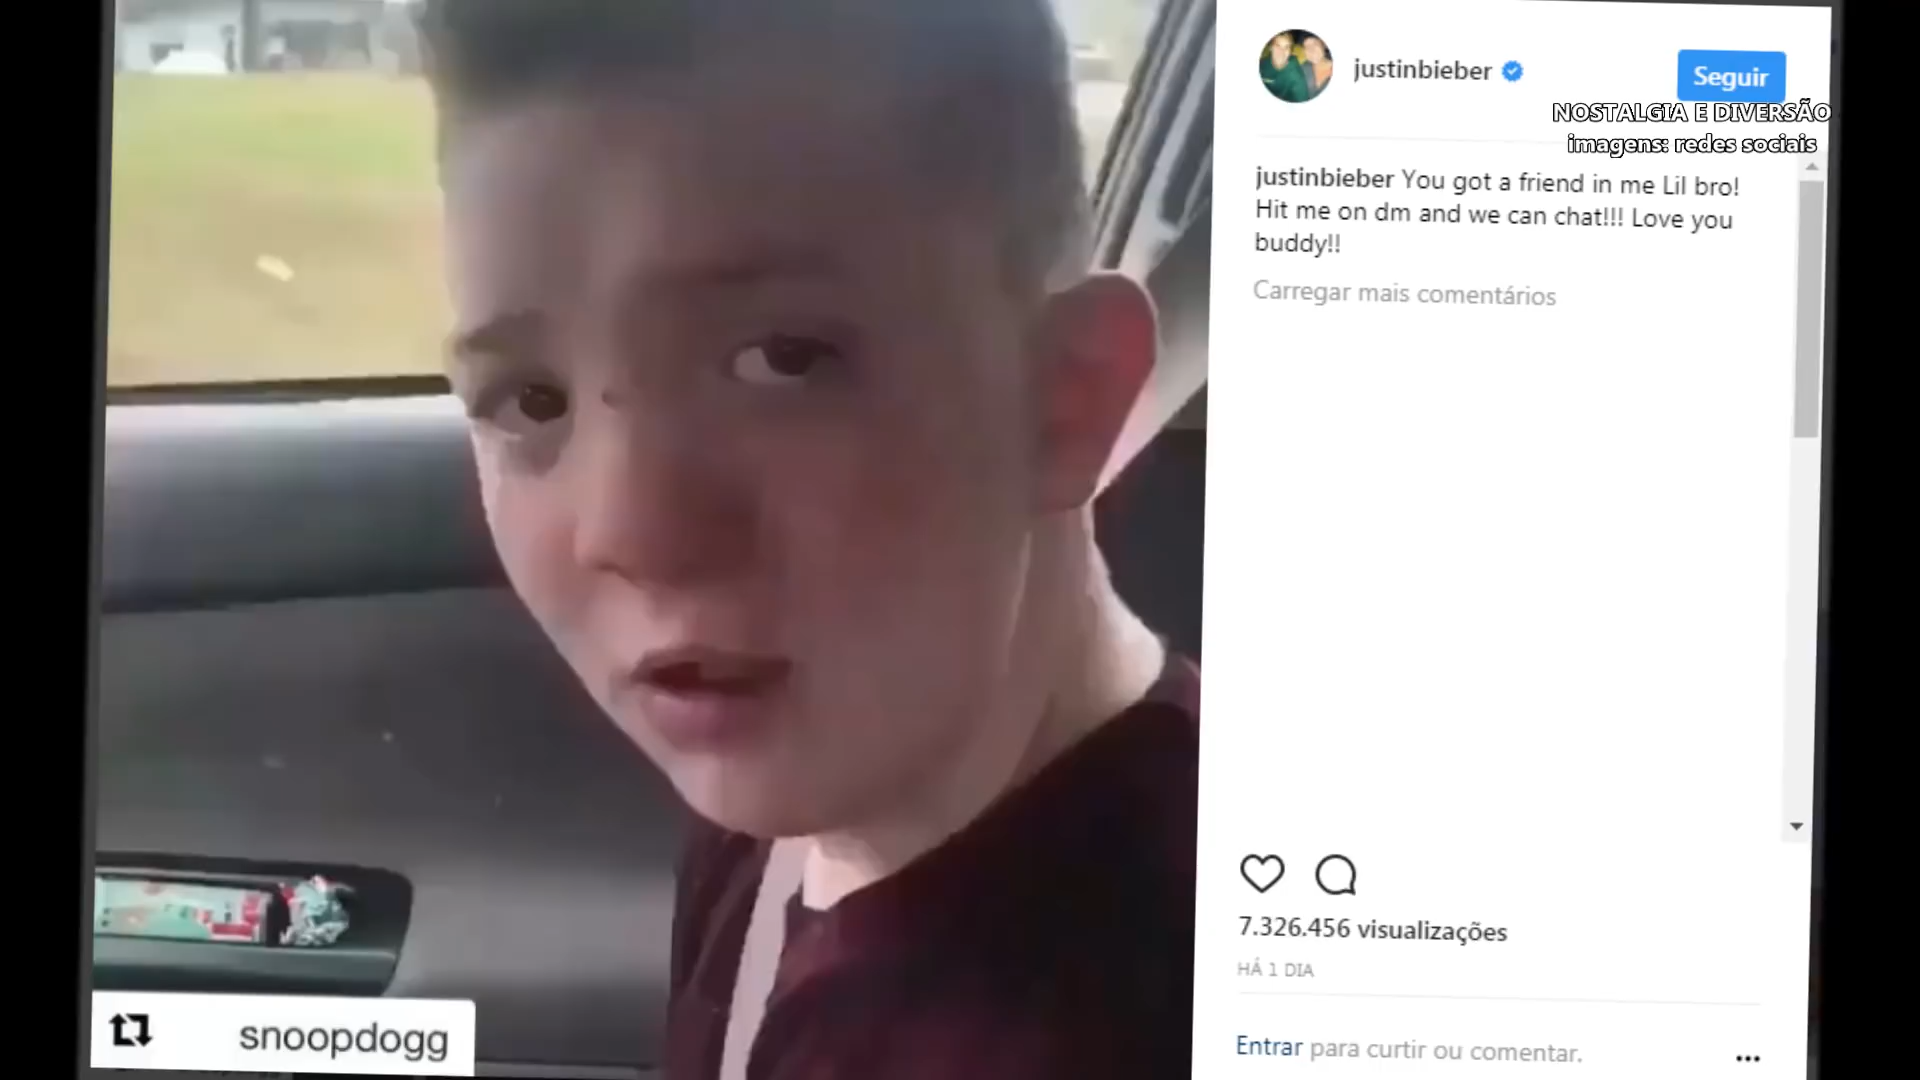 justinbieber
Seguir
NOSTALGIA E DIVERSÃO
imagens: redes sociais
justinbieber You got a friend in me Lil bro!
Hit me on dm and we can chat!!! Love you
buddy!!
Carregar mais comentários
7.326.456 visualizações
HÁ 1 DIA
Entrar para curtir ou comentar.
snoopdogg